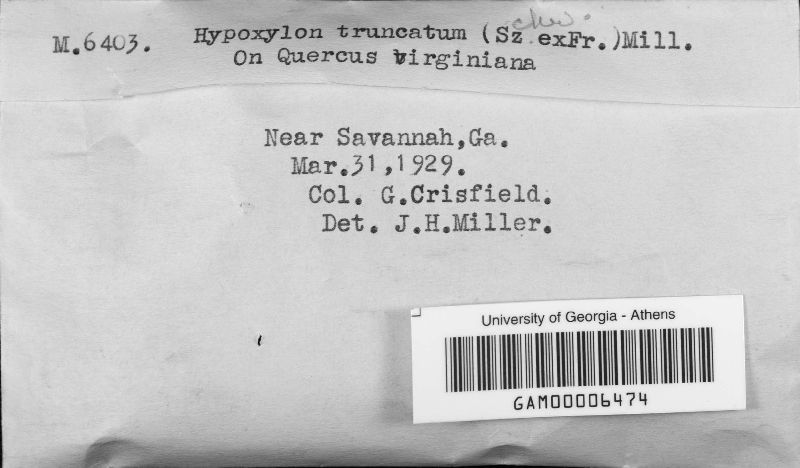 M.6403. Hypoxylon truncatum (Sz exFr.)Mill.
chw.
On Quercus virginiana
Near Savannah,Ga.
Mar.31,1929.
Col. G.Crisfield.
Det. J.H.Miller.
University of Georgia - Athens
GAM00006474